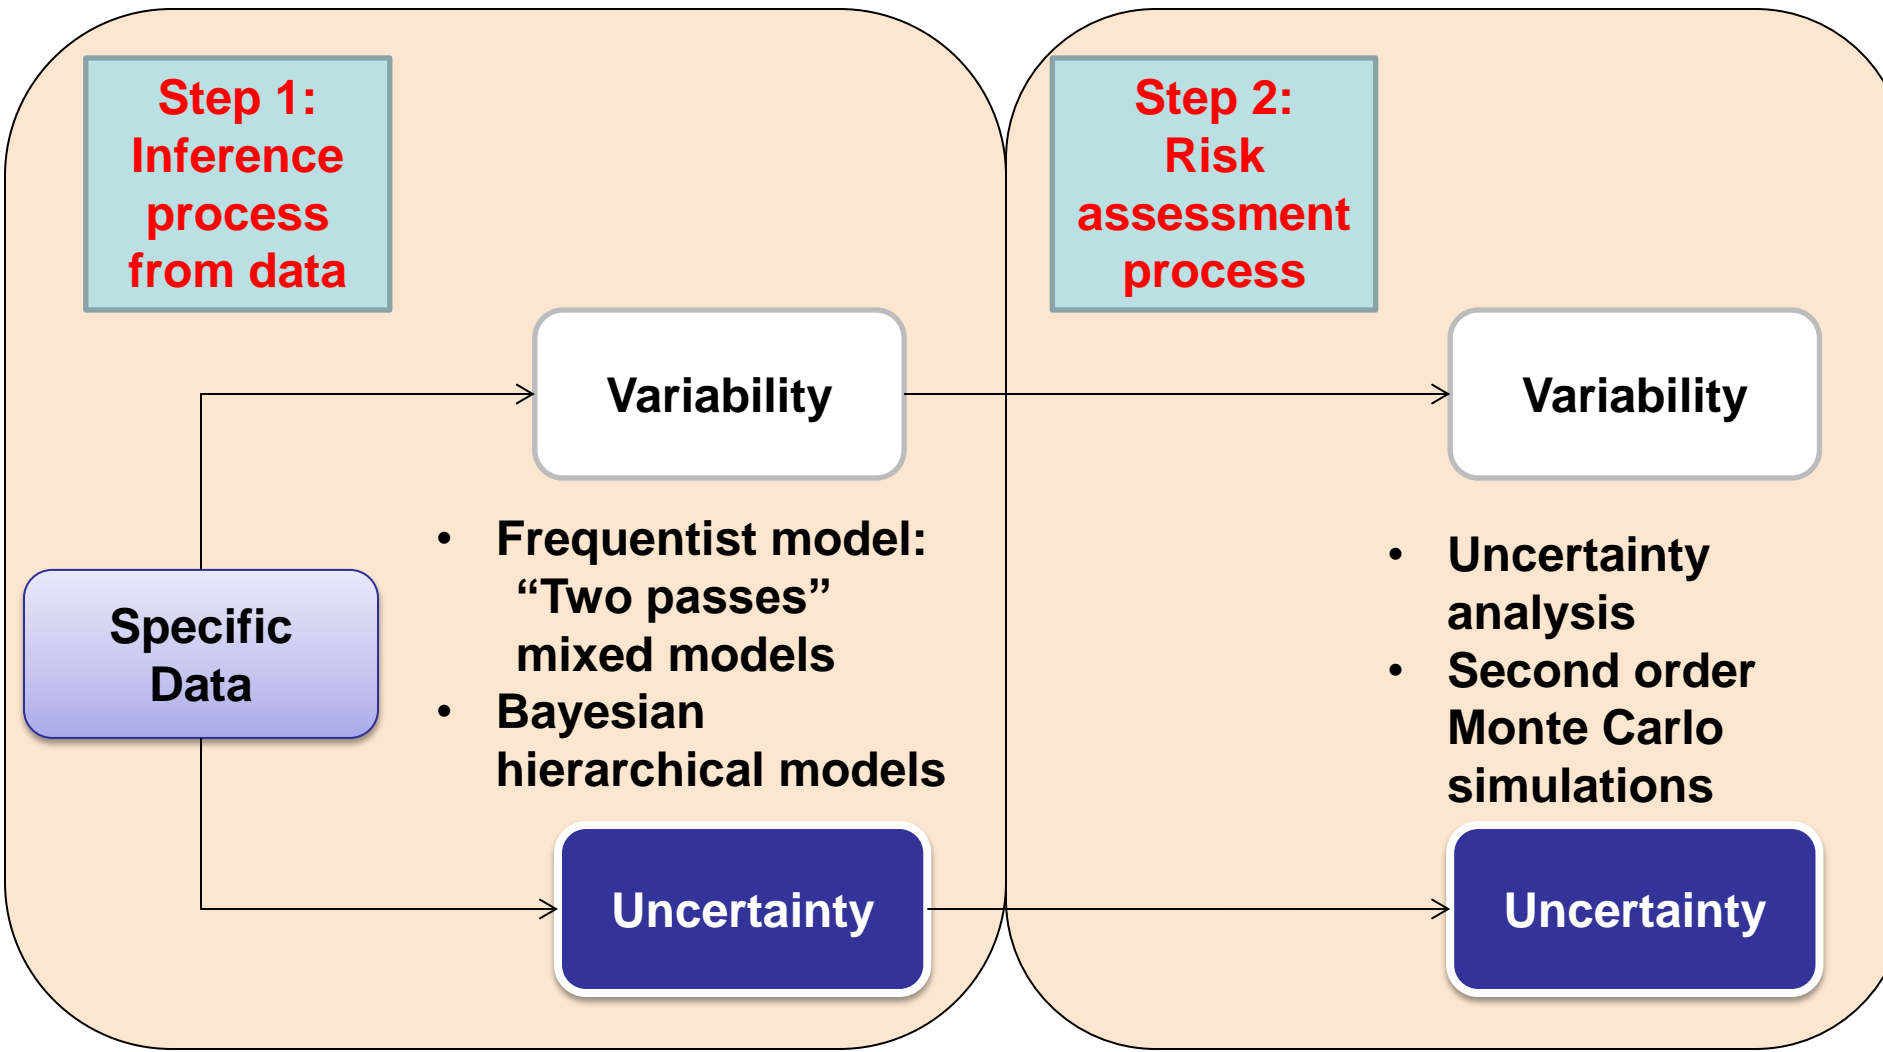 Step 1:
Inference
process
from data
Step 2:
Risk
assessment
process
Variability
Variability
• Frequentist model:
“Two passes”
mixed models
• Bayesian
hierarchical models
Specific
Data
• Uncertainty
analysis
• Second order
Monte Carlo
simulations
Uncertainty
Uncertainty